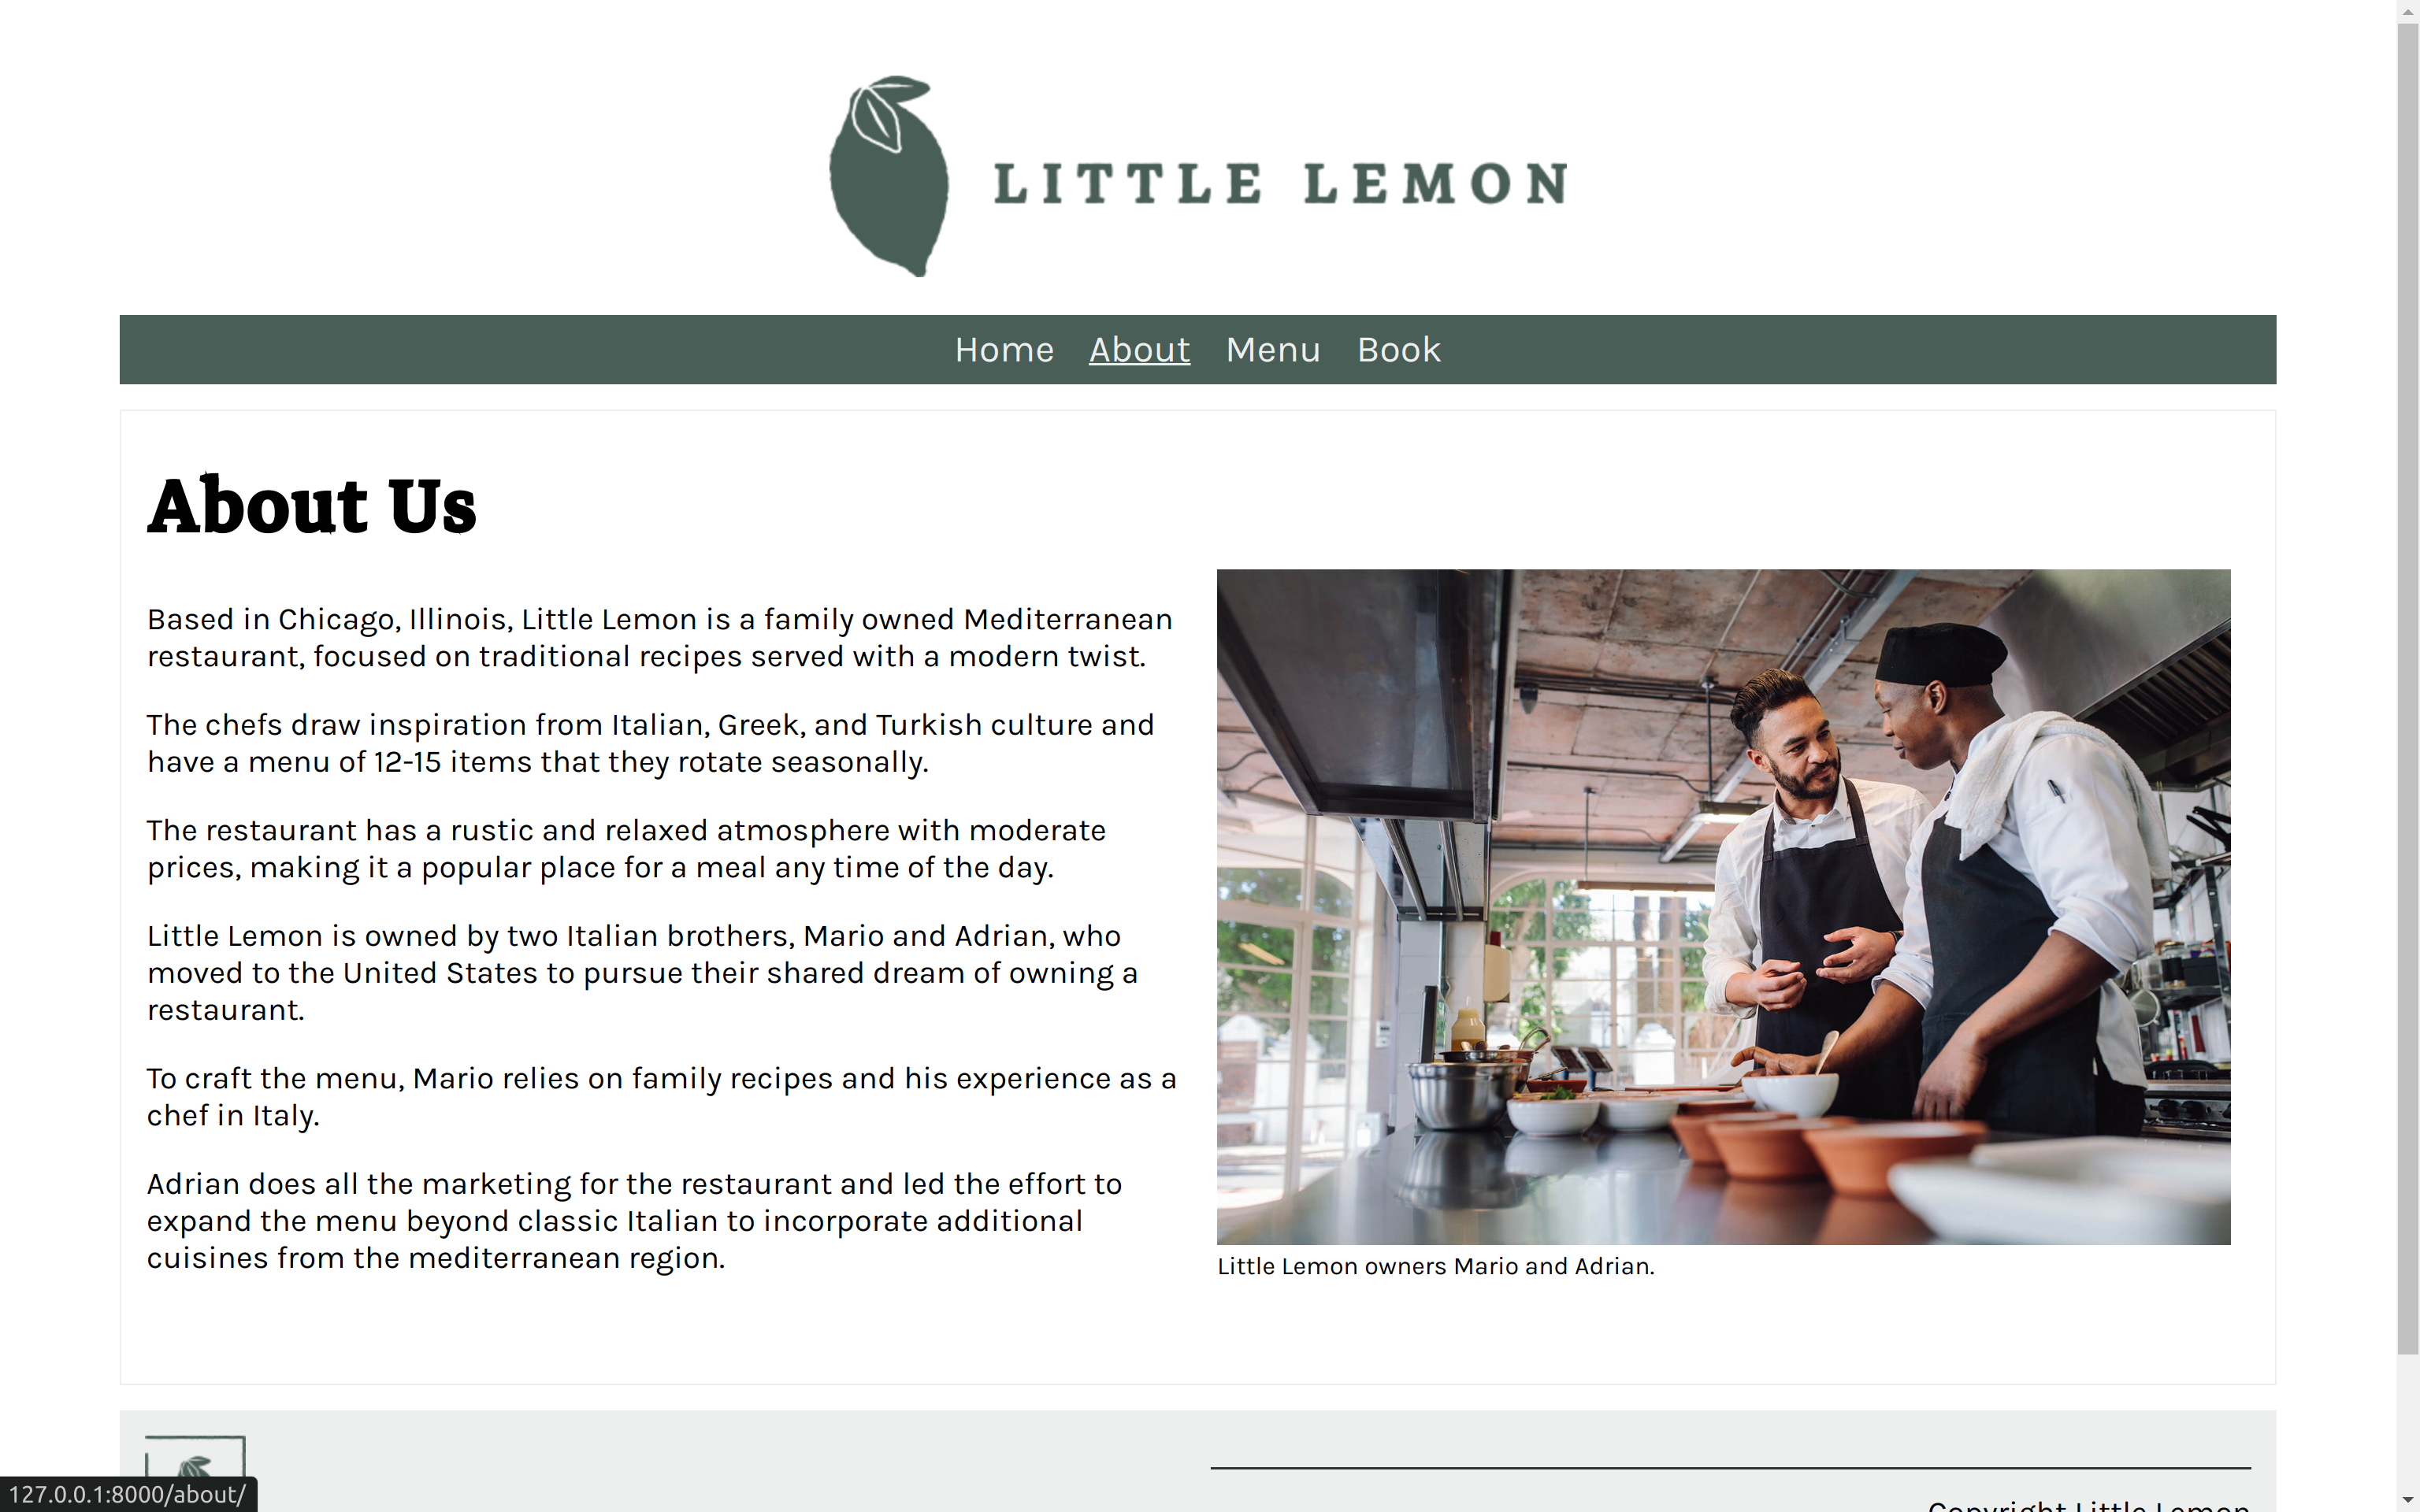 LITTLE LEMON
Home About Menu Book
About Us
Based in Chicago, Illinois, Little Lemon is a family owned Mediterranean
restaurant, focused on traditional recipes served with a modern twist.
The chefs draw inspiration from Italian, Greek, and Turkish culture and
have a menu of 12-15 items that they rotate seasonally.
The restaurant has a rustic and relaxed atmosphere with moderate
prices, making it a popular place for a meal any time of the day.
Little Lemon is owned by two Italian brothers, Mario and Adrian, who
moved to the United States to pursue their shared dream of owning a
restaurant.
To craft the menu, Mario relies on family recipes and his experience as a
chef in Italy.
Adrian does all the marketing for the restaurant and led the effort to
expand the menu beyond classic Italian to incorporate additional
cuisines from the mediterranean region.
Little Lemon owners Mario and Adrian.
Copyright Little Lemon
127.0.0.1:8000/about/